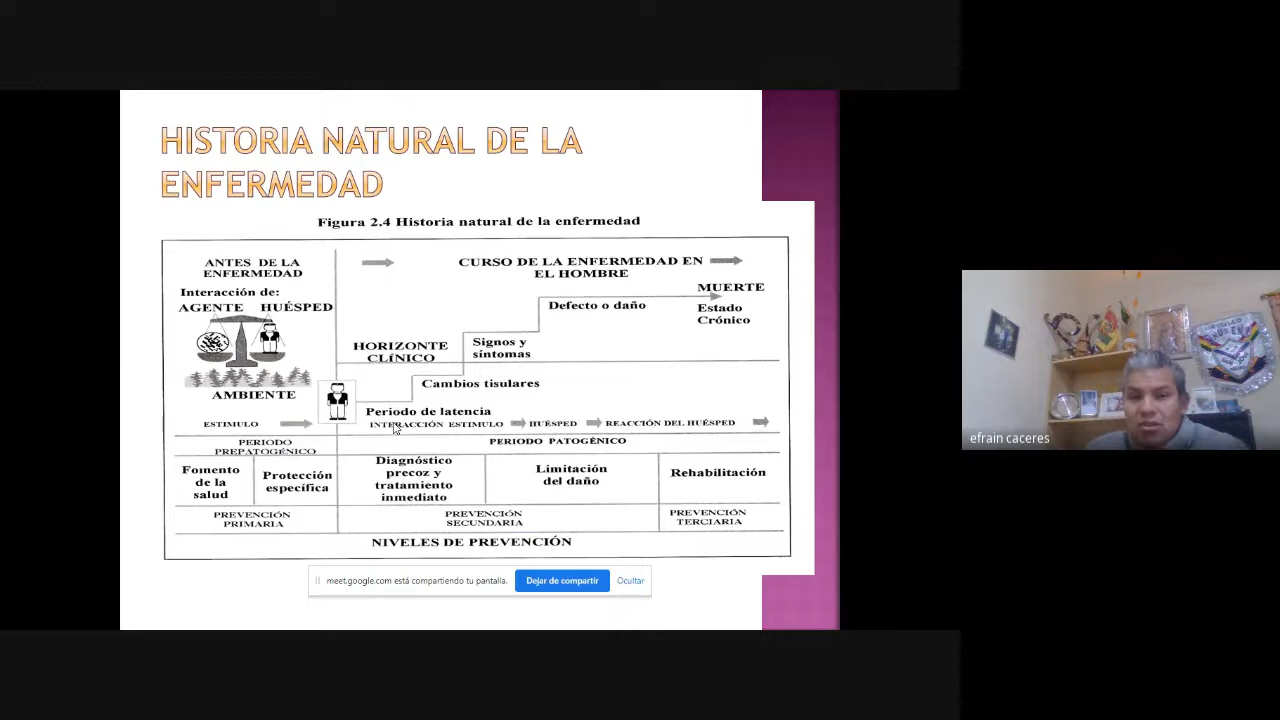 HISTORIA NATURAL DE LA
ENFERMEDAD
Figura 2.4 Historia natural de la enfermedad
ANTES DE LA
ENFERMEDAD
Interacción de:
AGENTE HUÉSPED
AMBIENTE
ESTIMULO
CURSO DE LA ENFERMEDAD EN
EL HOMBRE
MUERTE
Estado
Crónico
Defecto o daño
Signos y
síntomas
HORIZONTE
CLÍNICO
Cambios tisulares
Periodo de latencia
INTERACCIÓN ESTIMULO HUÉSPED REACCIÓN DEL HUÉSPED
PERIODO
PREPATOGÉNICO
PERIODO PATOGÉNICO
Fomento
de la
salud
Protección
específica
Diagnóstico
precoz y
tratamiento
inmediato
Limitación
del daño
Rehabilitación
PREVENCIÓN
PRIMARIA
PREVENCIÓN
SECUNDARIA
PREVENCIÓN
TERCIARIA
NIVELES DE PREVENCIÓN
meet.google.com está compartiendo tu pantalla.
Dejar de compartir
Ocultar
efrain caceres